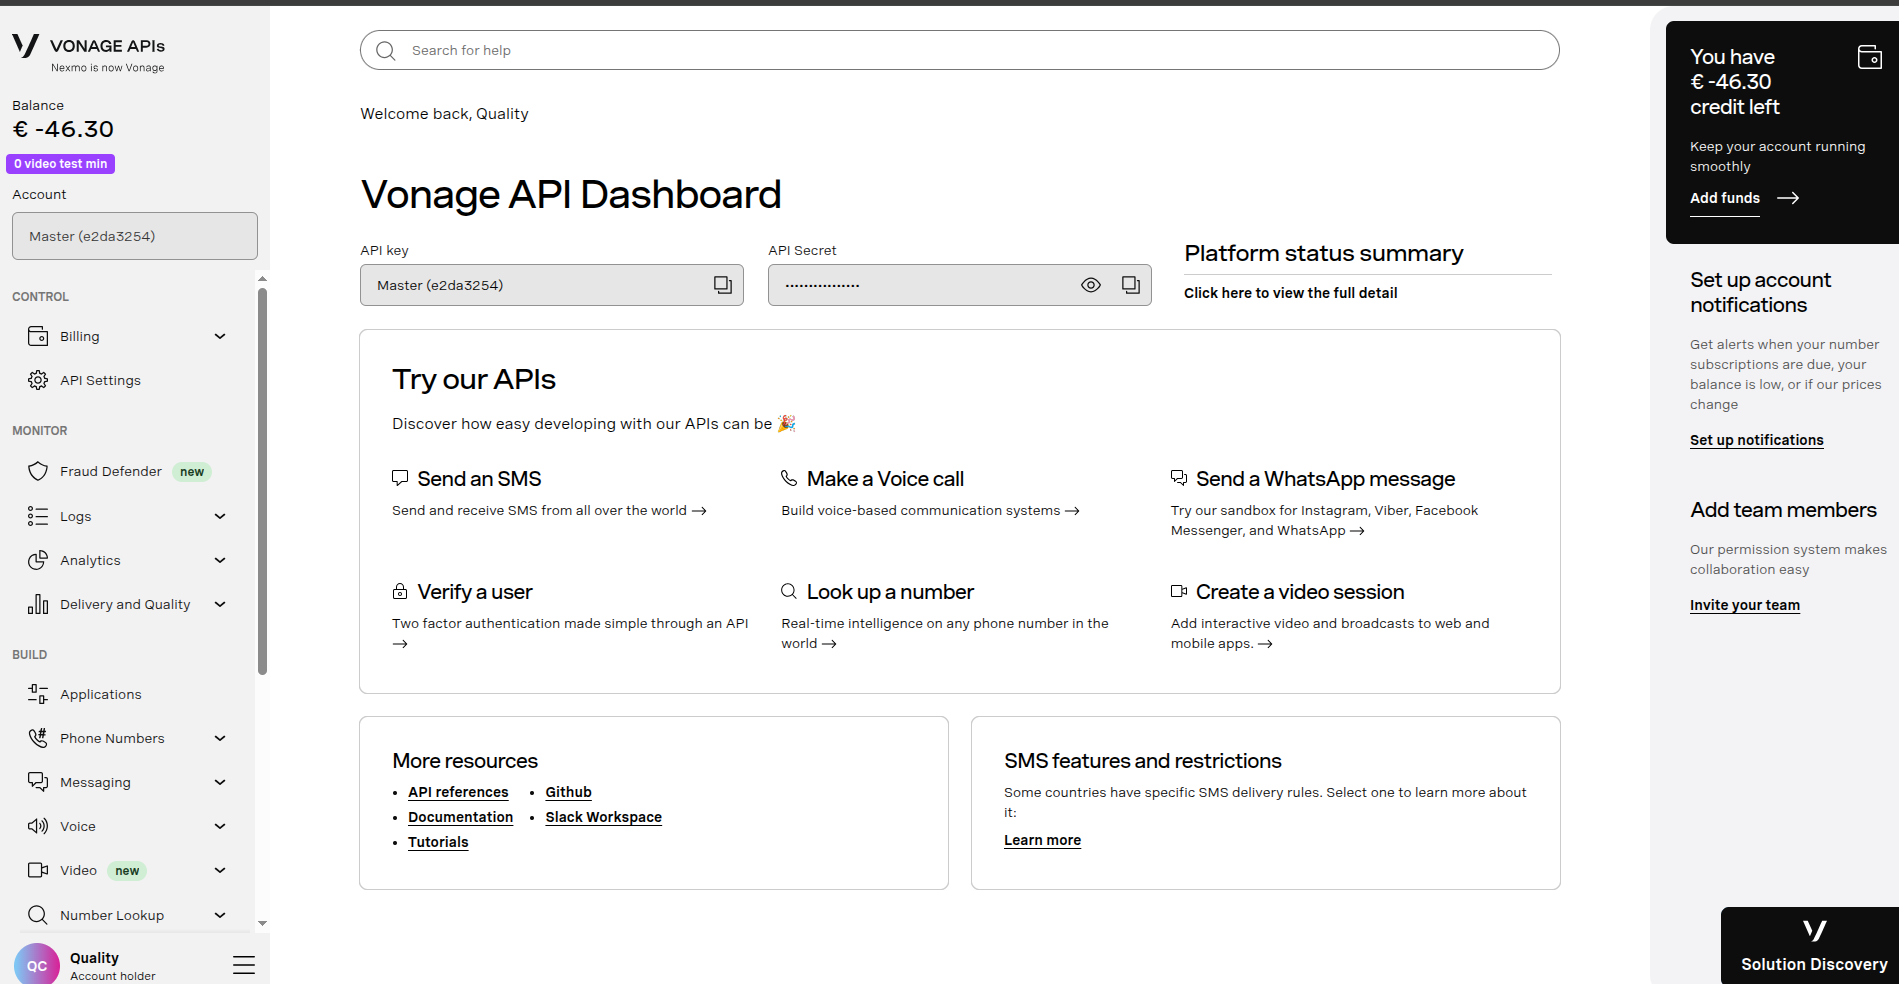 VONAGE APIs
Nexmo is now Vonage
Balance
€ -46.30
0 video test min
Account
Master (e2da3254)
CONTROL
Billing
API Settings
MONITOR
Fraud Defender new
Logs
Analytics
Delivery and Quality
BUILD
Applications
Phone Numbers
Messaging
Voice
Video new
Number Lookup
QC
Quality
Account holder
Search for help
Welcome back, Quality
Vonage API Dashboard
API key
Master (e2da3254)
API Secret
···············
Platform status summary
Click here to view the full detail
Try our APIs
Discover how easy developing with our APIs can be 🎉
Send an SMS
Send and receive SMS from all over the world →
Make a Voice call
Build voice-based communication systems →
Send a WhatsApp message
Try our sandbox for Instagram, Viber, Facebook
Messenger, and WhatsApp →
Verify a user
Two factor authentication made simple through an API
→
Look up a number
Real-time intelligence on any phone number in the
world →
Create a video session
Add interactive video and broadcasts to web and
mobile apps. →
More resources
• API references
• Documentation
• Tutorials
• Github
• Slack Workspace
SMS features and restrictions
Some countries have specific SMS delivery rules. Select one to learn more about
it:
Learn more
You have
€ -46.30
credit left
Keep your account running
smoothly
Add funds →
Set up account
notifications
Get alerts when your number
subscriptions are due, your
balance is low, or if our prices
change
Set up notifications
Add team members
Our permission system makes
collaboration easy
Invite your team
Solution Discovery